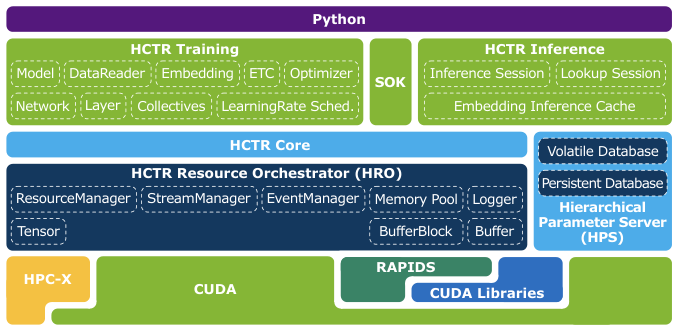 Python
HCTR Training
Model DataReader Embedding ETC Optimizer
Network Layer Collectives LearningRate Sched.
SOK
HCTR Inference
Inference Session Lookup Session
Embedding Inference Cache
HCTR Core
HCTR Resource Orchestrator (HRO)
ResourceManager StreamManager EventManager Memory Pool Logger
Tensor BufferBlock Buffer
Volatile Database
Persistent Database
Hierarchical
Parameter Server
(HPS)
HPC-X
CUDA
RAPIDS
CUDA Libraries